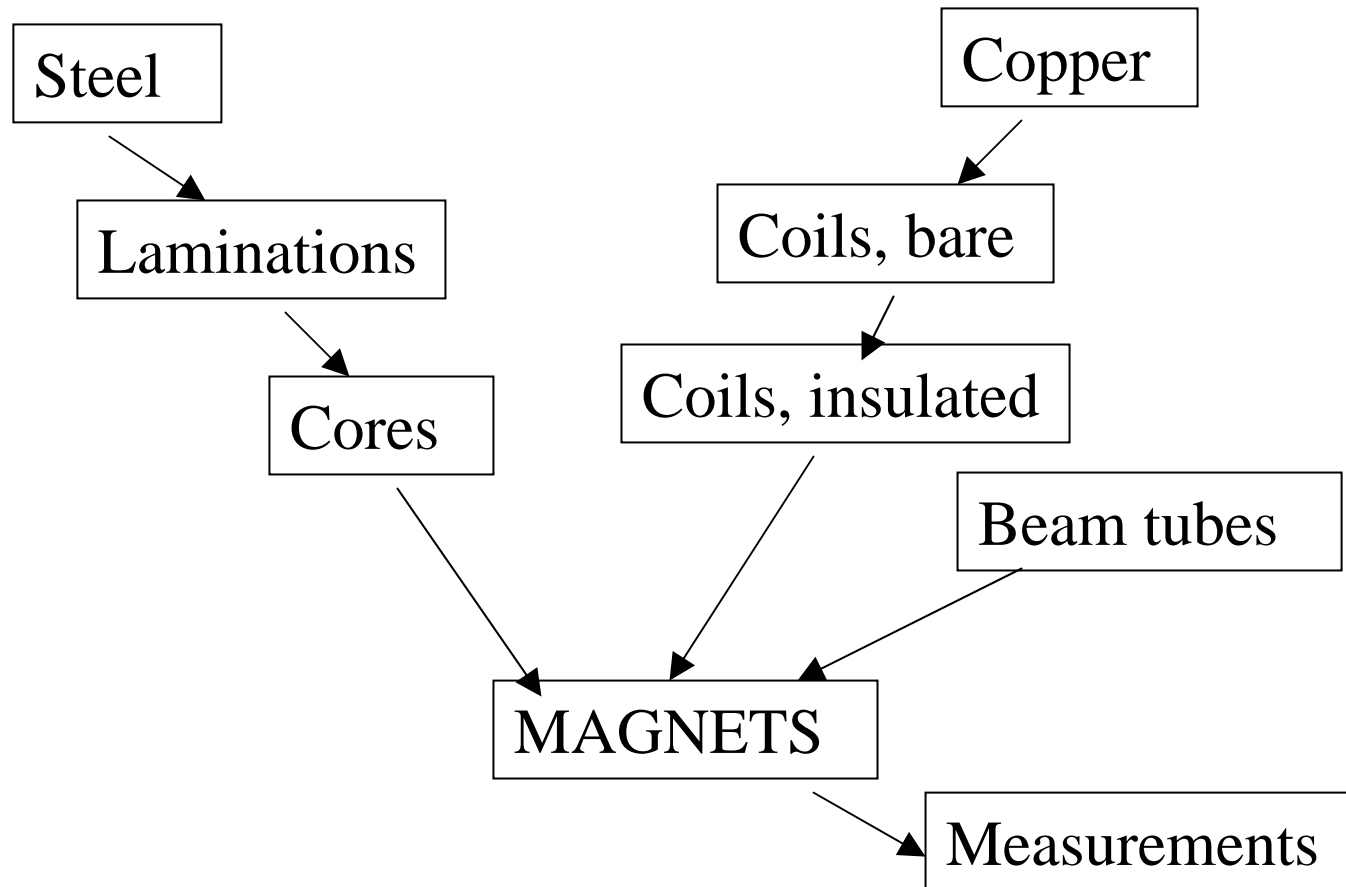 Steel
Copper
Laminations
Coils, bare
Coils, insulated
Cores
Beam tubes
MAGNETS
Measurements